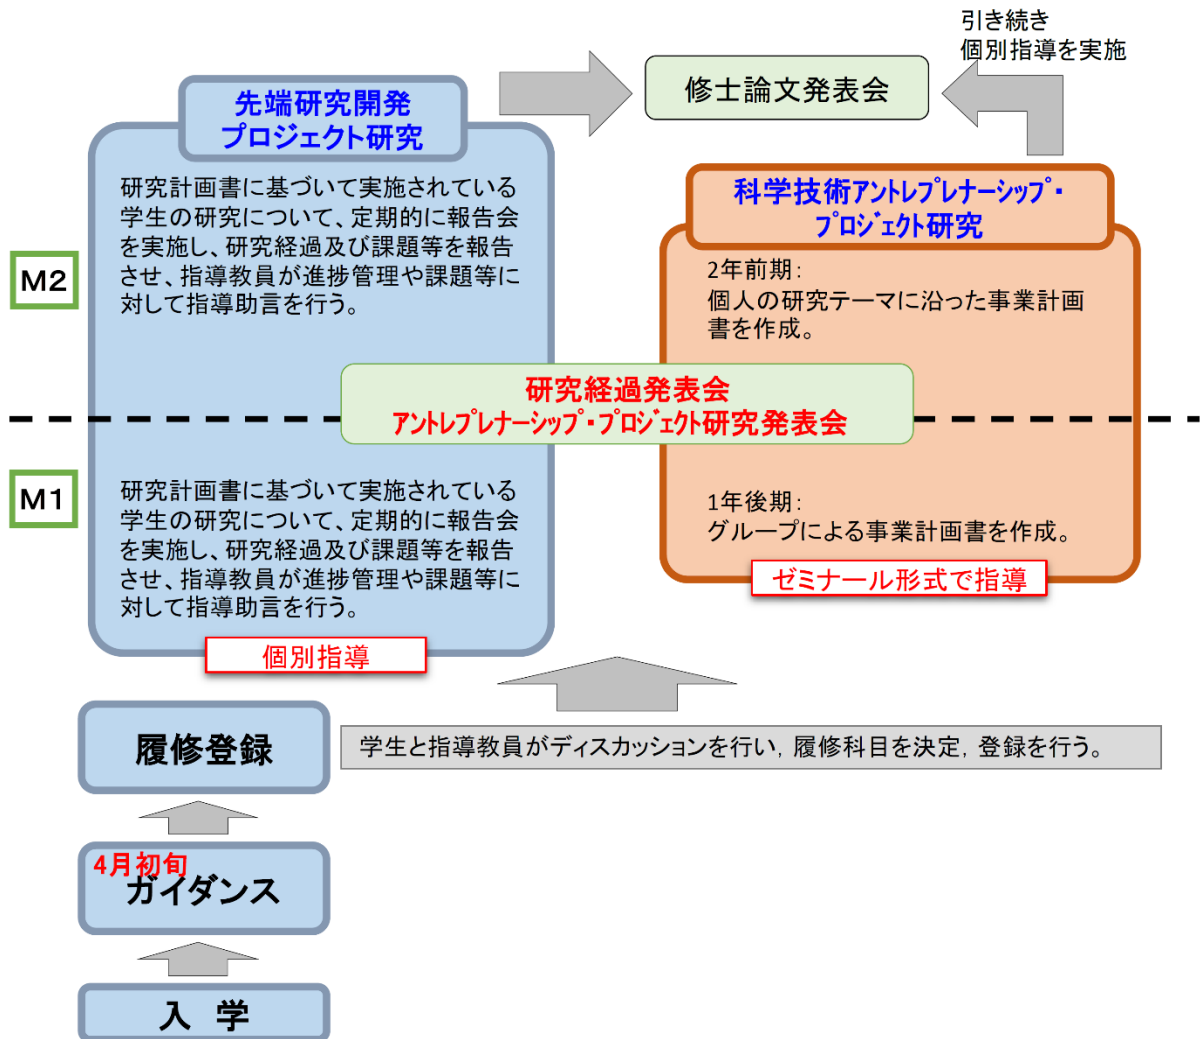 引き続き
個別指導を実施
修士論文発表会
先端研究開発
プロジェクト研究
研究計画書に基づいて実施されている
学生の研究について、定期的に報告会
を実施し、研究経過及び課題等を報告
させ、指導教員が進捗管理や課題等に
対して指導助言を行う。
科学技術アントレプレナーシップ・
プロジェクト研究
2年前期：
個人の研究テーマに沿った事業計画
書を作成。
M2
研究経過発表会
アントレプレナーシップ・プロジェクト研究発表会
M1
研究計画書に基づいて実施されている
学生の研究について、定期的に報告会
を実施し、研究経過及び課題等を報告
させ、指導教員が進捗管理や課題等に
対して指導助言を行う。
個別指導
1年後期：
グループによる事業計画書を作成。
ゼミナール形式で指導
履修登録
学生と指導教員がディスカッションを行い，履修科目を決定，登録を行う。
4月初旬
ガイダンス
入　学